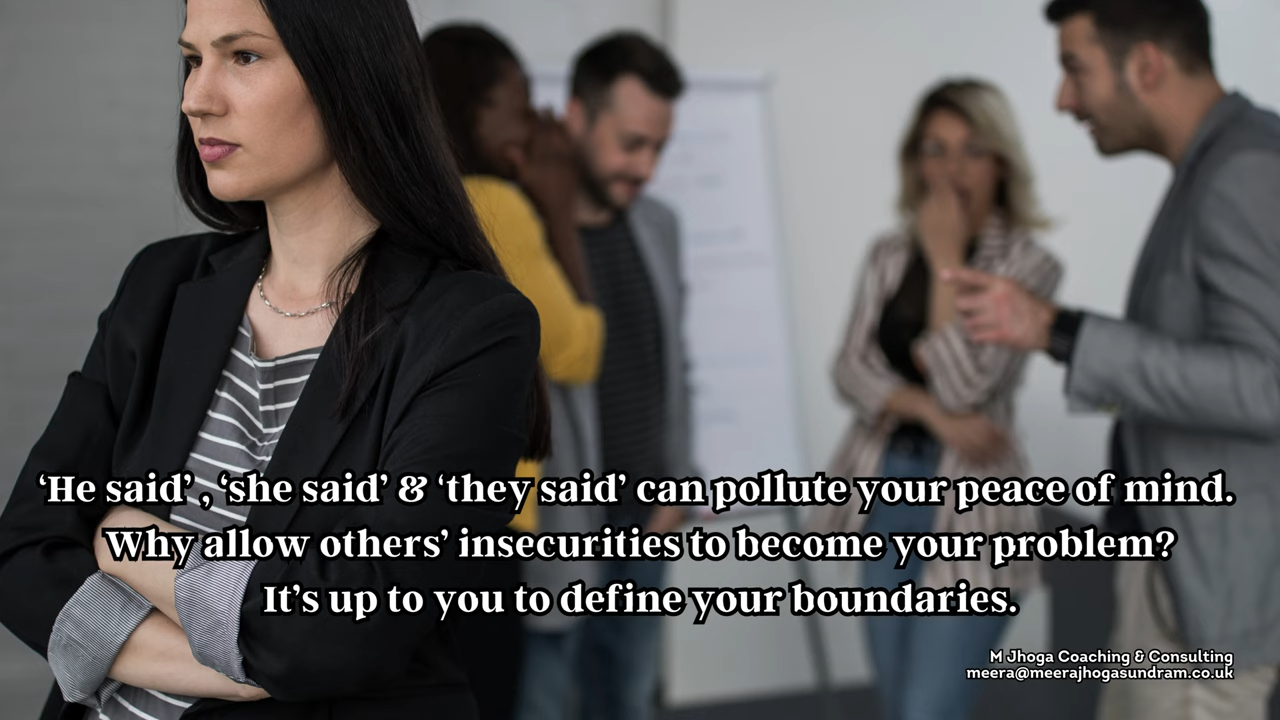 ‘He said’ , ‘she said’ & ‘they said’ can pollute your peace of mind.
Why allow others’ insecurities to become your problem?
It’s up to you to define your boundaries.
M Jhoga Coaching & Consulting
meera@meerajhogasundram.co.uk